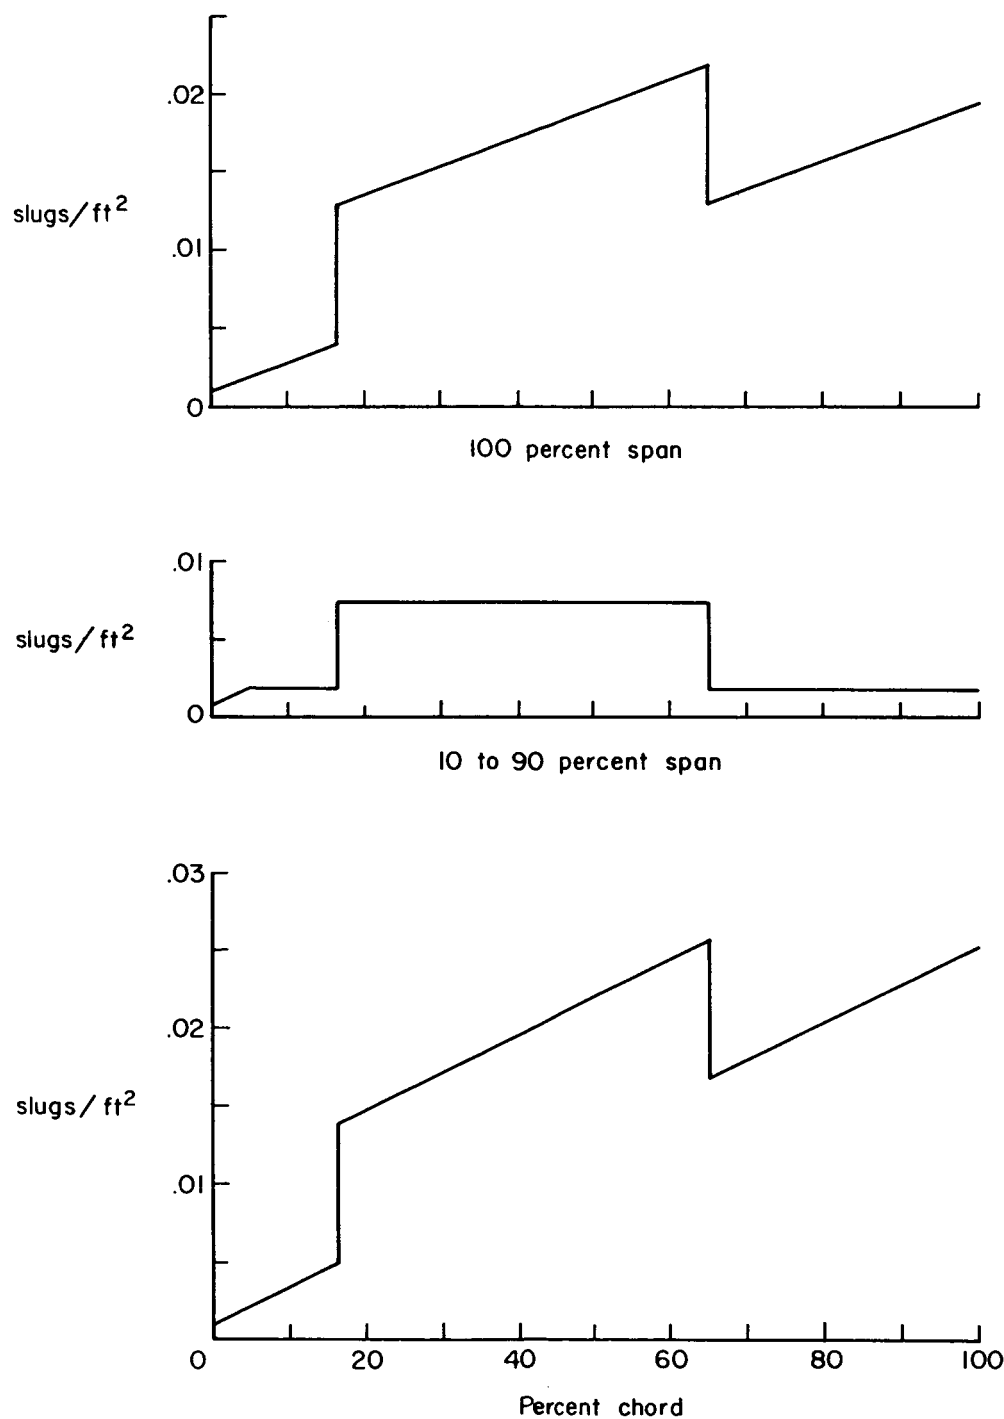 .02
slugs/ft2
.01
0
100 percent span
.01
slugs/ft2
0
10 to 90 percent span
.03
.02
slugs/ft2
.01
0 20 40 60 80 100
Percent chord